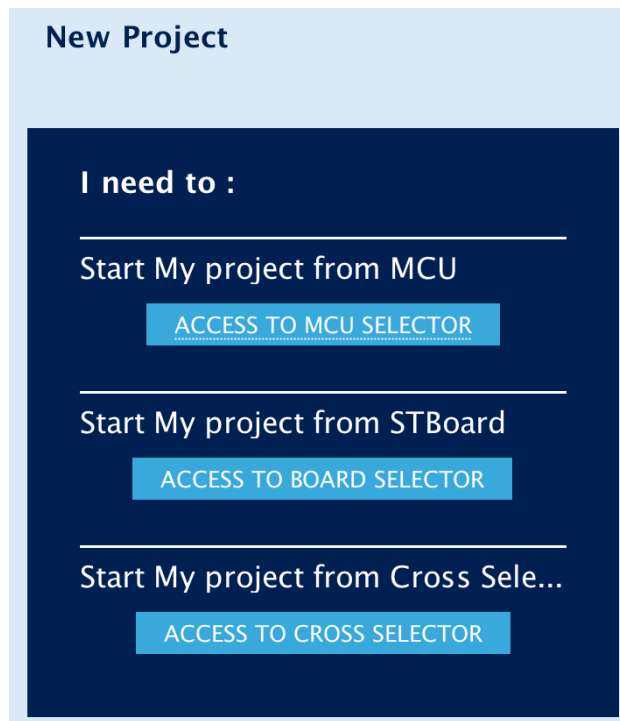 New Project
I need to :
Start My project from MCU
ACCESS TO MCU SELECTOR
Start My project from STBoard
ACCESS TO BOARD SELECTOR
Start My project from Cross Sele...
ACCESS TO CROSS SELECTOR